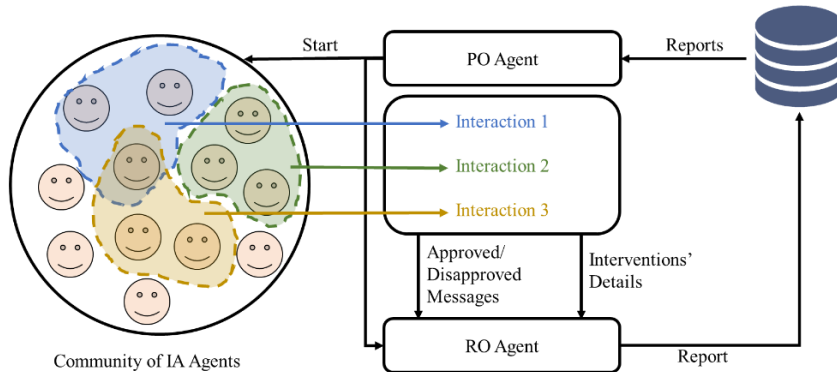 Start
PO Agent
Reports
Interaction 1
Interaction 2
Interaction 3
Approved/
Disapproved
Messages
Interventions'
Details
Community of IA Agents
RO Agent
Report